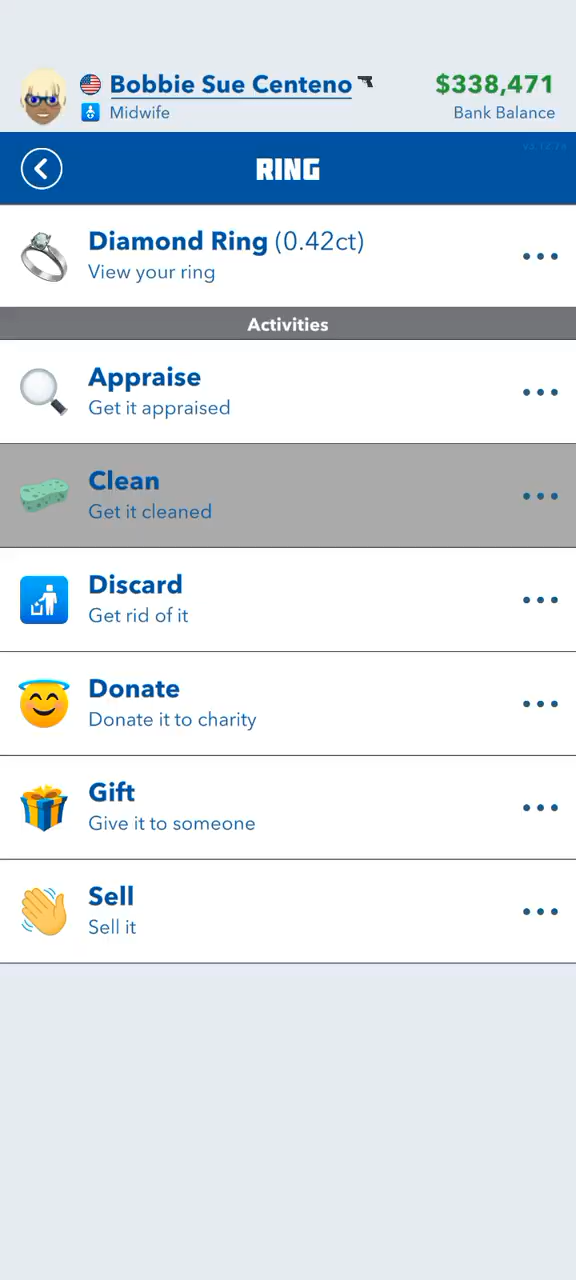 Bobbie Sue Centeno
$338,471
Midwife
Bank Balance
RING
Diamond Ring (0.42ct)
View your ring
Activities
Appraise
Get it appraised
Clean
Get it cleaned
Discard
Get rid of it
Donate
Donate it to charity
Gift
Give it to someone
Sell
Sell it